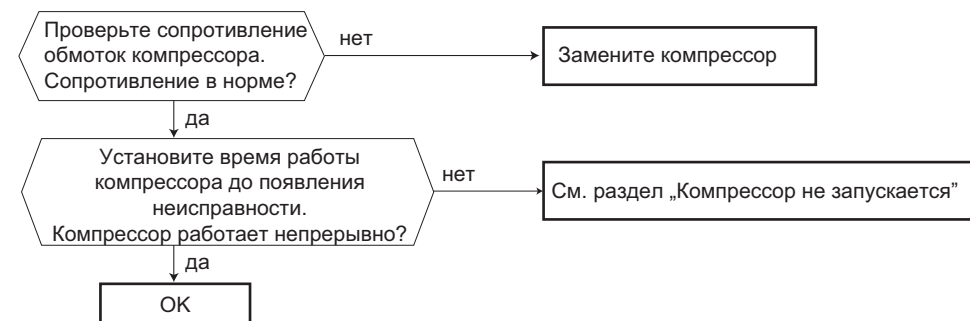 Проверьте сопротивление
обмоток компрессора.
Сопротивление в норме?
нет
Замените компрессор
да
Установите время работы
компрессора до появления
неисправности.
Компрессор работает непрерывно?
нет
См. раздел „Компрессор не запускается”
да
OK